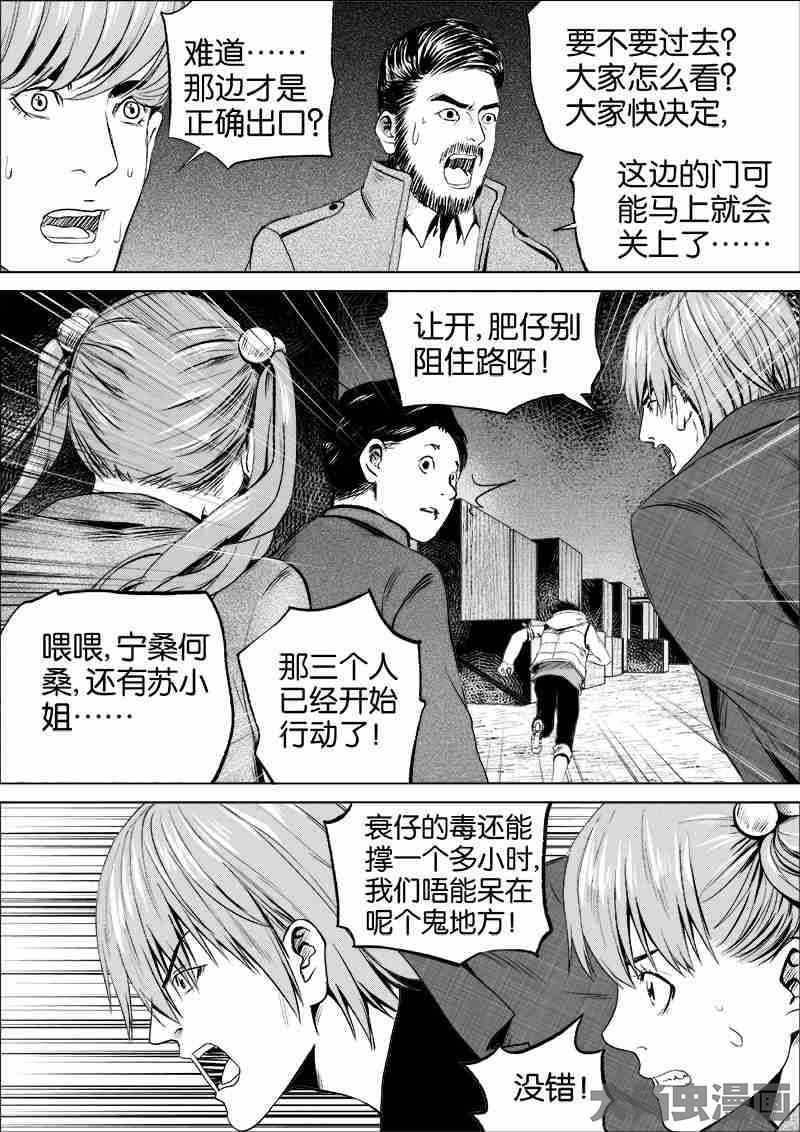 难道……
那边才是
正确出口？
要不要过去？
大家怎么看？
大家快决定，
这边的门可
能马上就会
关上了……
让开，肥仔别
阻住路呀！
喂喂，宁桑何
桑，还有苏小
姐……
那三个人
已经开始
行动了！
衰仔的毒还能
撑一个多小时，
我们唔能呆在
呢个鬼地方！
没错！
虫漫画